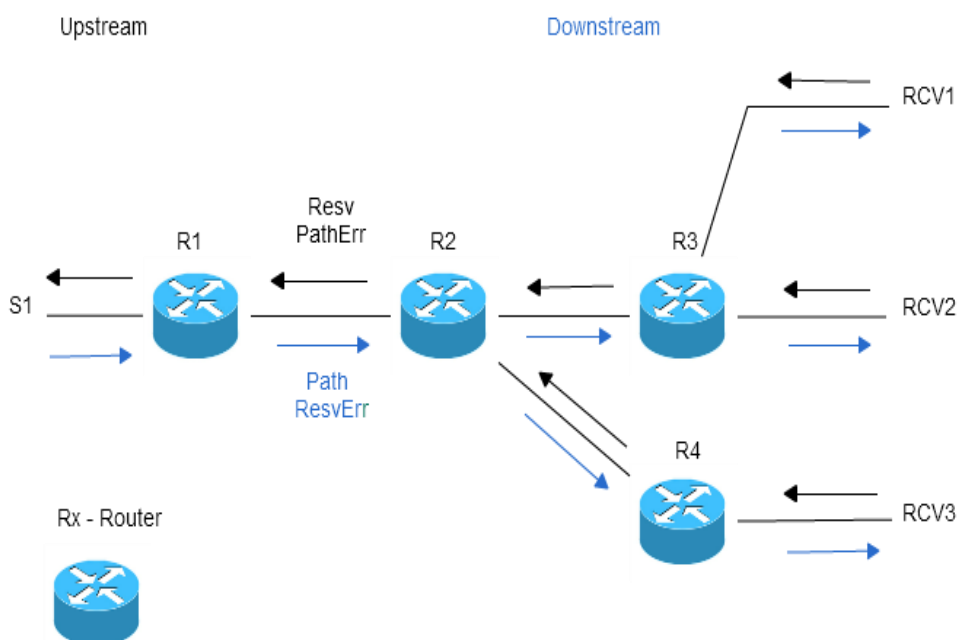 Upstream
Downstream
RCV1
Resv
PathErr
R1
R2
R3
S1
RCV2
Path
ResvErr
R4
RCV3
Rx - Router